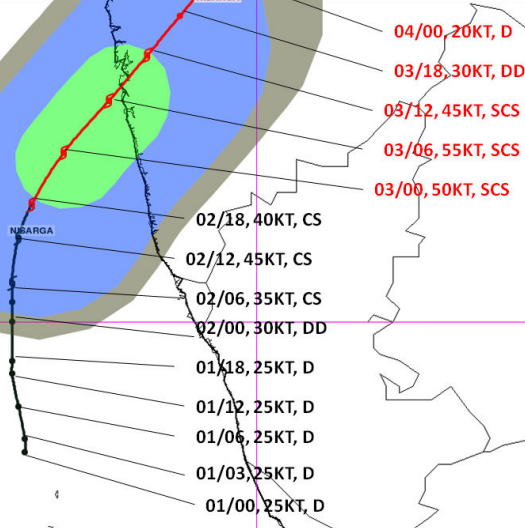 04/00, 20KT, D
03/18, 30KT, DD
03/12, 45KT, SCS
03/06, 55KT, SCS
03/00, 50KT, SCS
02/18, 40KT, CS
NISARGA
02/12, 45KT, CS
02/06, 35KT, CS
02/00, 30KT, DD
01/18, 25KT, D
01/12, 25KT, D
01/06, 25KT, D
01/03, 25KT, D
01/00, 25KT, D